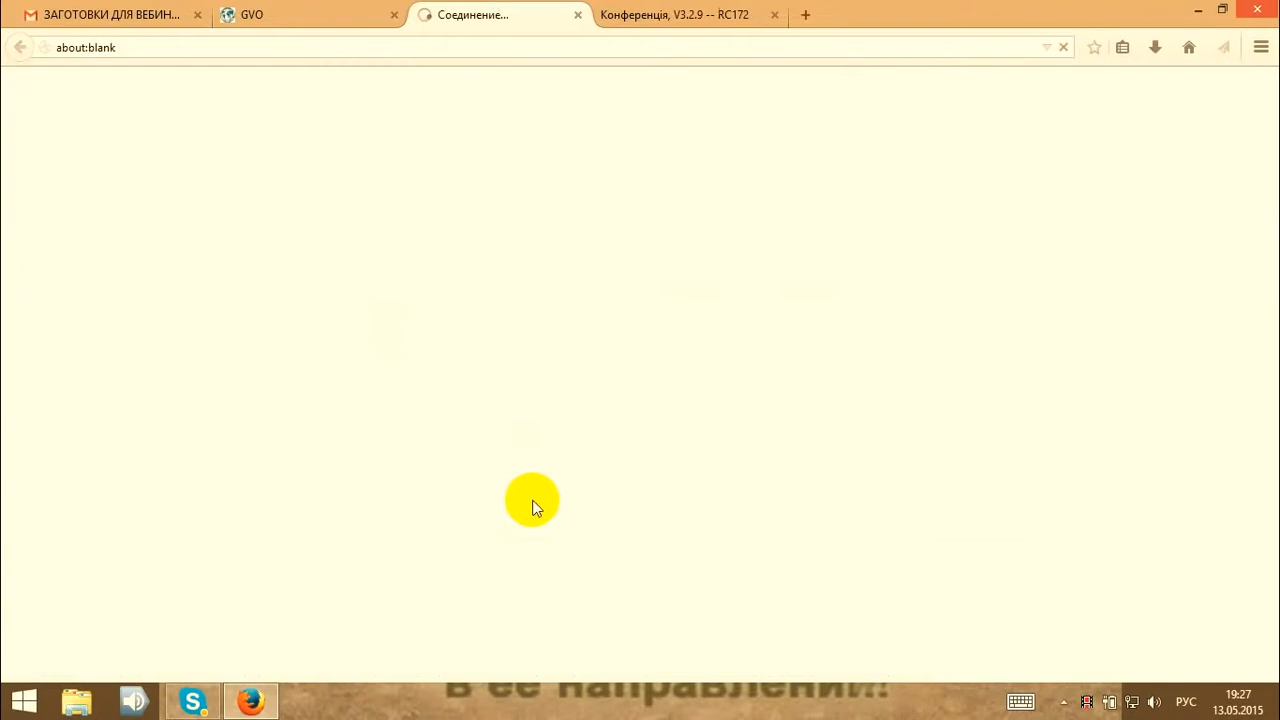 ЗАГОТОВКИ ДЛЯ ВЕБИН...
GVO
Соединение...
Конференція, V3.2.9 -- RC172
about:blank
в ее направлении!
РУС
19:27
13.05.2015